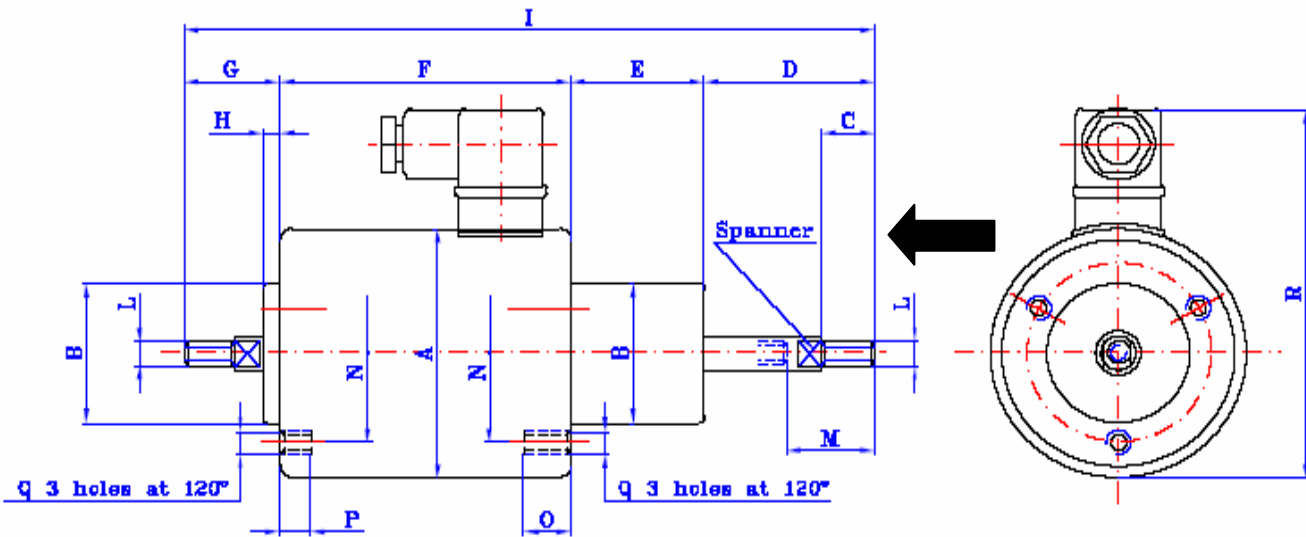 I
G F E D
H C
Spanner
L L
B A B R
N N
M
Q 3 holes at 120° Q 3 holes at 120°
P O